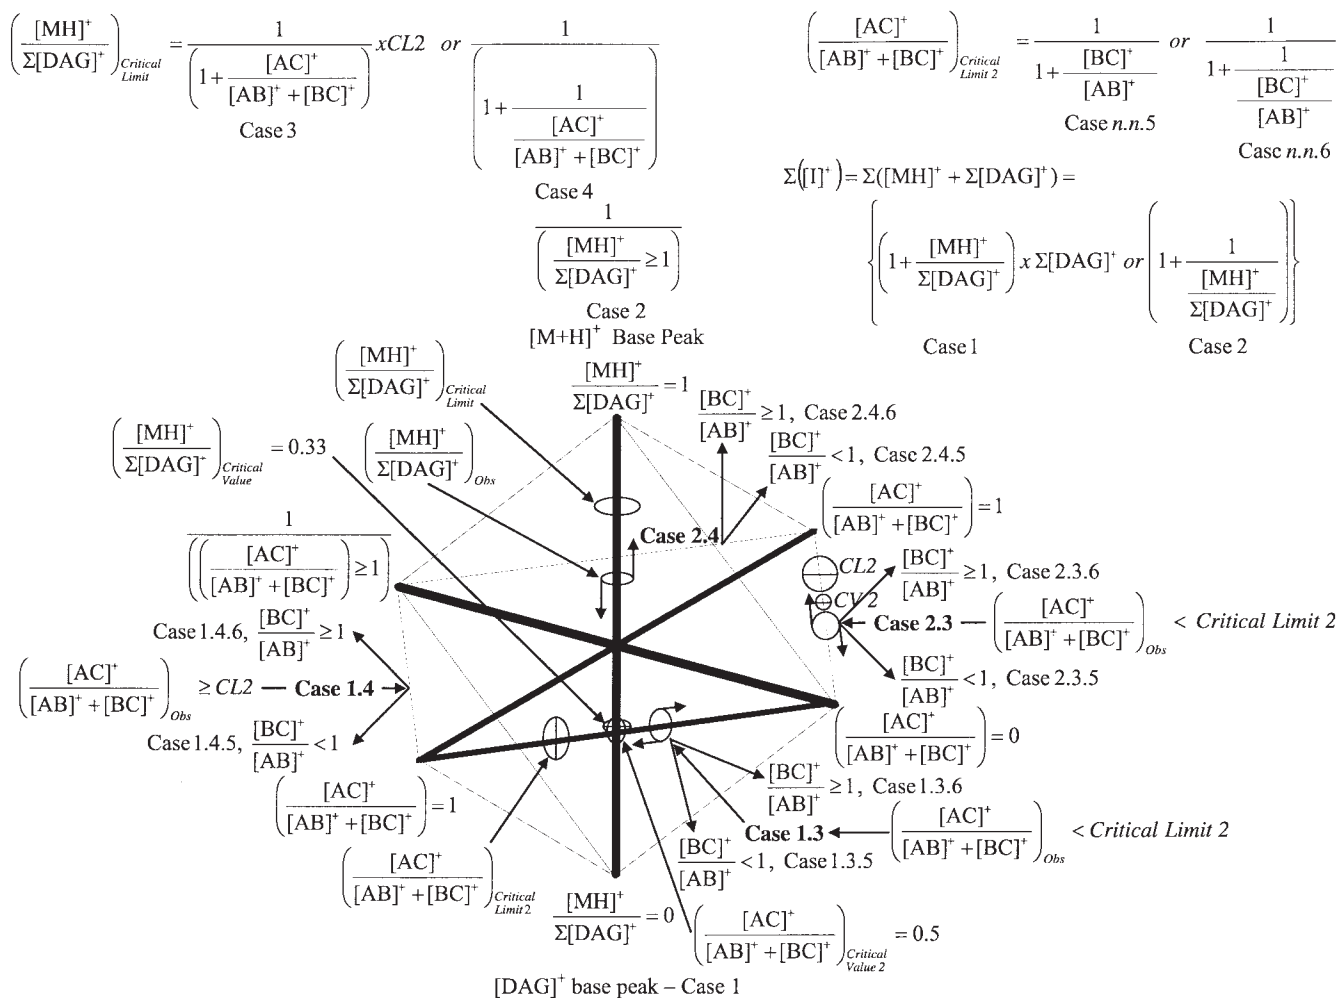 ([MH]⁺/Σ[DAG]⁺)Critical Limit = 1/(1+[AC]⁺/([AB]⁺+[BC]⁺)) xCL2 or 1/(1+1/([AC]⁺/([AB]⁺+[BC]⁺)))
Case 3
Case 4
([AC]⁺/([AB]⁺+[BC]⁺))Critical Limit 2 = 1/(1+[BC]⁺/[AB]⁺) or 1/(1+1/([BC]⁺/[AB]⁺))
Case n.n.5
Case n.n.6
Σ([I]⁺)=Σ([MH]⁺+Σ[DAG]⁺)=
{(1+[MH]⁺/Σ[DAG]⁺) x Σ[DAG]⁺ or (1+1/([MH]⁺/Σ[DAG]⁺))}
Case 1
Case 2
1/([MH]⁺/Σ[DAG]⁺ ≥1)
Case 2
[M+H]⁺ Base Peak
[MH]⁺/Σ[DAG]⁺ =1
([MH]⁺/Σ[DAG]⁺)Critical Limit
([MH]⁺/Σ[DAG]⁺)Critical Value = 0.33
([MH]⁺/Σ[DAG]⁺)Obs
[BC]⁺/[AB]⁺ ≥1, Case 2.4.6
[BC]⁺/[AB]⁺ <1, Case 2.4.5
([AC]⁺/([AB]⁺+[BC]⁺))=1
Case 2.4
1/((([AC]⁺/([AB]⁺+[BC]⁺))≥1))
CL2
CV 2
[BC]⁺/[AB]⁺ ≥1, Case 2.3.6
Case 2.3
([AC]⁺/([AB]⁺+[BC]⁺))Obs < Critical Limit 2
[BC]⁺/[AB]⁺ <1, Case 2.3.5
Case 1.4.6, [BC]⁺/[AB]⁺ ≥1
([AC]⁺/([AB]⁺+[BC]⁺))Obs ≥CL2
Case 1.4
Case 1.4.5, [BC]⁺/[AB]⁺ <1
([AC]⁺/([AB]⁺+[BC]⁺))=0
([AC]⁺/([AB]⁺+[BC]⁺))=1
[BC]⁺/[AB]⁺ ≥1, Case 1.3.6
Case 1.3
([AC]⁺/([AB]⁺+[BC]⁺))Obs < Critical Limit 2
[BC]⁺/[AB]⁺ <1, Case 1.3.5
([AC]⁺/([AB]⁺+[BC]⁺))Critical Limit 2
[MH]⁺/Σ[DAG]⁺ =0
([AC]⁺/([AB]⁺+[BC]⁺))Critical Value 2 = 0.5
[DAG]⁺ base peak – Case 1